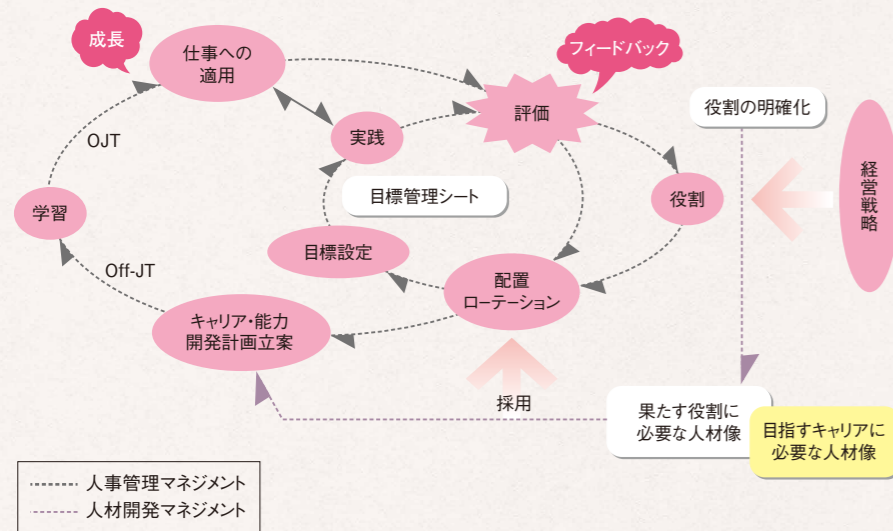 成長
仕事への
適用
フィードバック
評価
役割の明確化
実践
OJT
経営戦略
目標管理シート
役割
学習
目標設定
Off-JT
配置
ローテーション
キャリア・能力
開発計画立案
採用
果たす役割に
必要な人材像
目指すキャリアに
必要な人材像
人事管理マネジメント
人材開発マネジメント